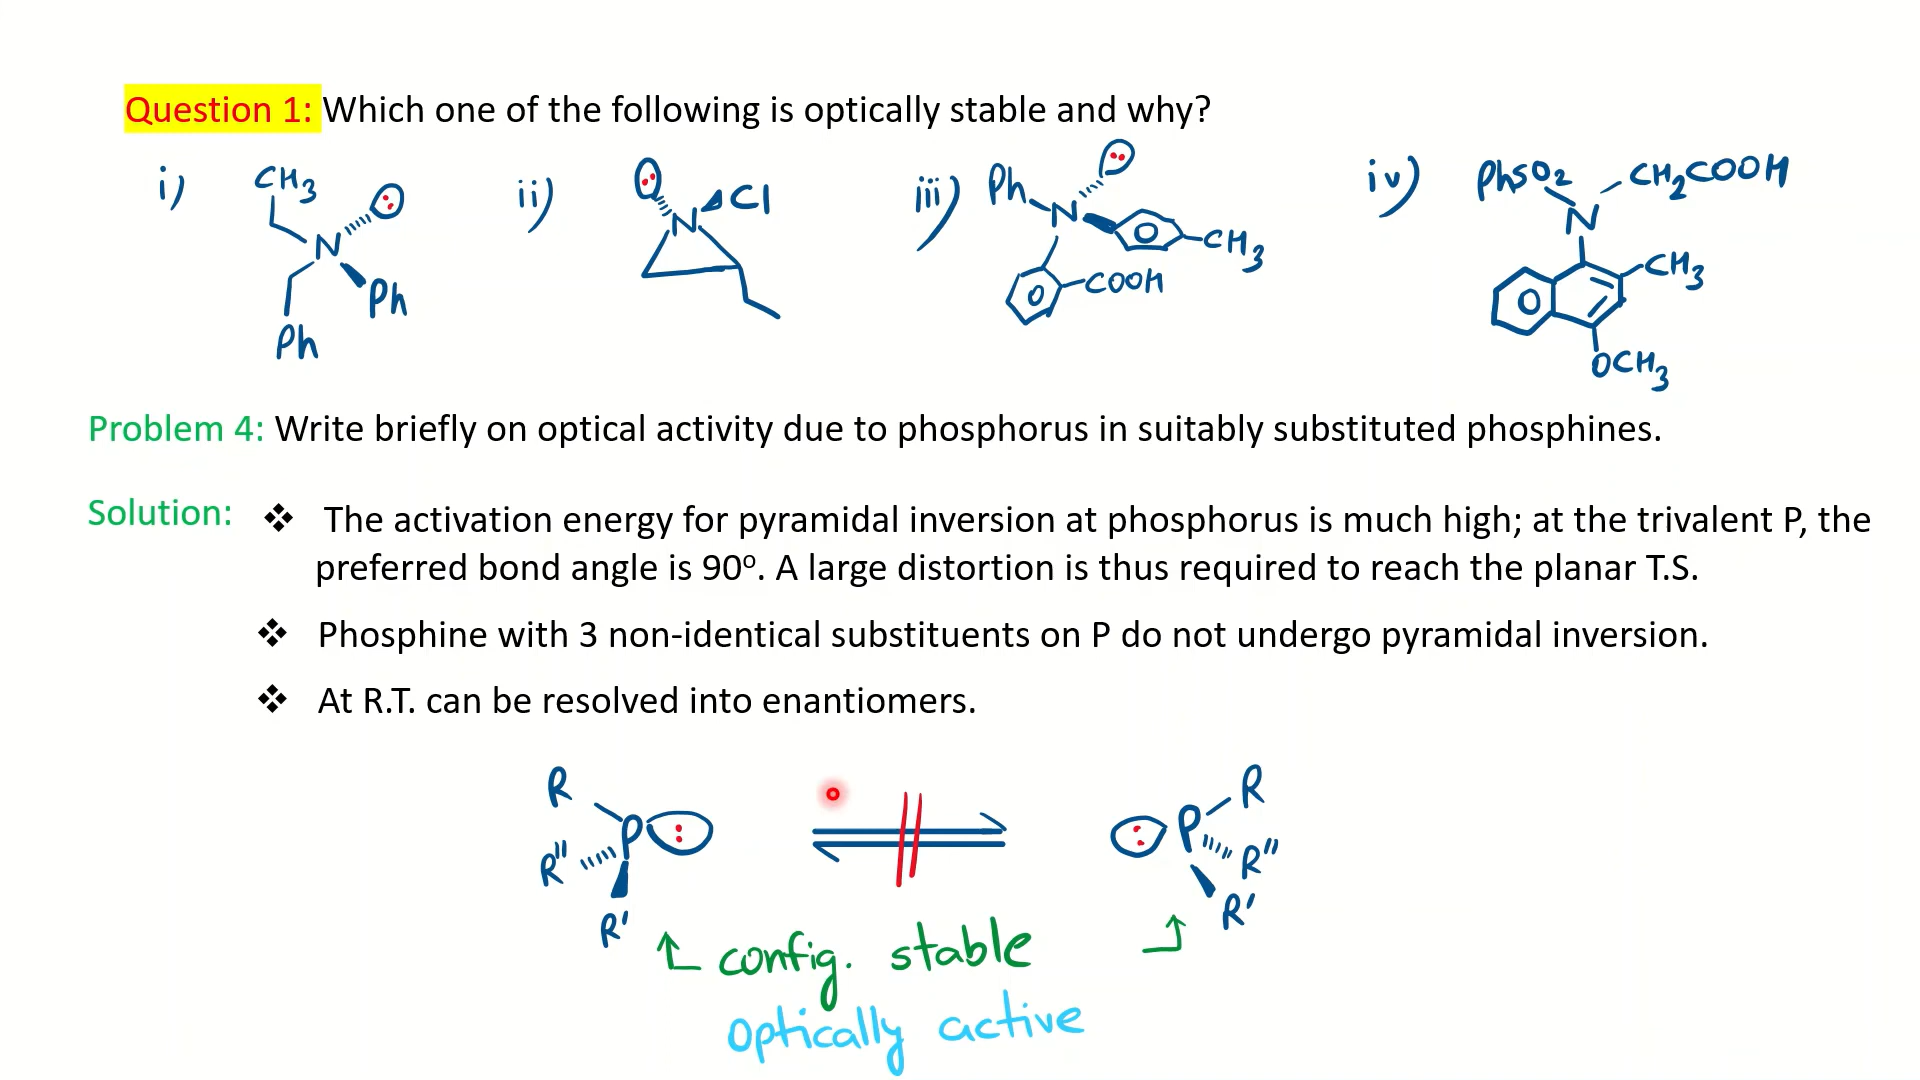 Question 1: Which one of the following is optically stable and why?
i) CH3 N Ph Ph
ii) N Cl
iii) Ph N CH3 COOH
iv) PhSO2 CH2COOH N CH3 OCH3
Problem 4: Write briefly on optical activity due to phosphorus in suitably substituted phosphines.
Solution: ❖ The activation energy for pyramidal inversion at phosphorus is much high; at the trivalent P, the
preferred bond angle is 90°. A large distortion is thus required to reach the planar T.S.
❖ Phosphine with 3 non-identical substituents on P do not undergo pyramidal inversion.
❖ At R.T. can be resolved into enantiomers.
R P R'' R'
P R R'' R'
config. stable
optically active